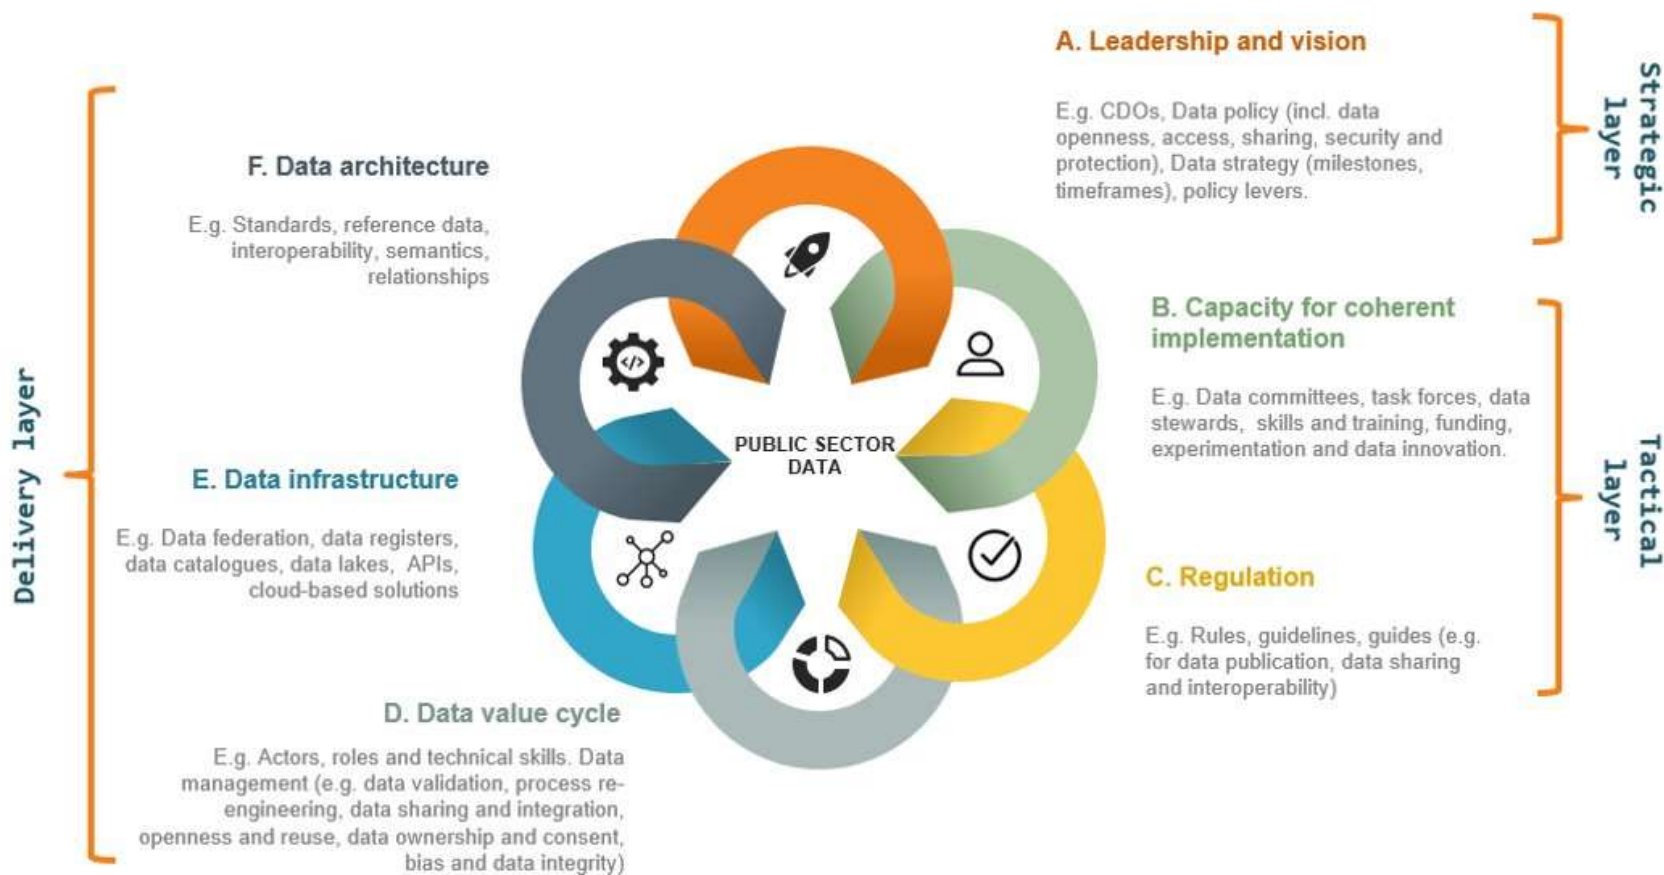 A. Leadership and vision
E.g. CDOs, Data policy (incl. data
openness, access, sharing, security and
protection), Data strategy (milestones,
timeframes), policy levers.
Strategic
layer
B. Capacity for coherent
implementation
E.g. Data committees, task forces, data
stewards, skills and training, funding,
experimentation and data innovation.
C. Regulation
E.g. Rules, guidelines, guides (e.g.
for data publication, data sharing
and interoperability)
Tactical
layer
D. Data value cycle
E.g. Actors, roles and technical skills. Data
management (e.g. data validation, process re-
engineering, data sharing and integration,
openness and reuse, data ownership and consent,
bias and data integrity)
E. Data infrastructure
E.g. Data federation, data registers,
data catalogues, data lakes, APIs,
cloud-based solutions
F. Data architecture
E.g. Standards, reference data,
interoperability, semantics,
relationships
Delivery layer
PUBLIC SECTOR
DATA
</>